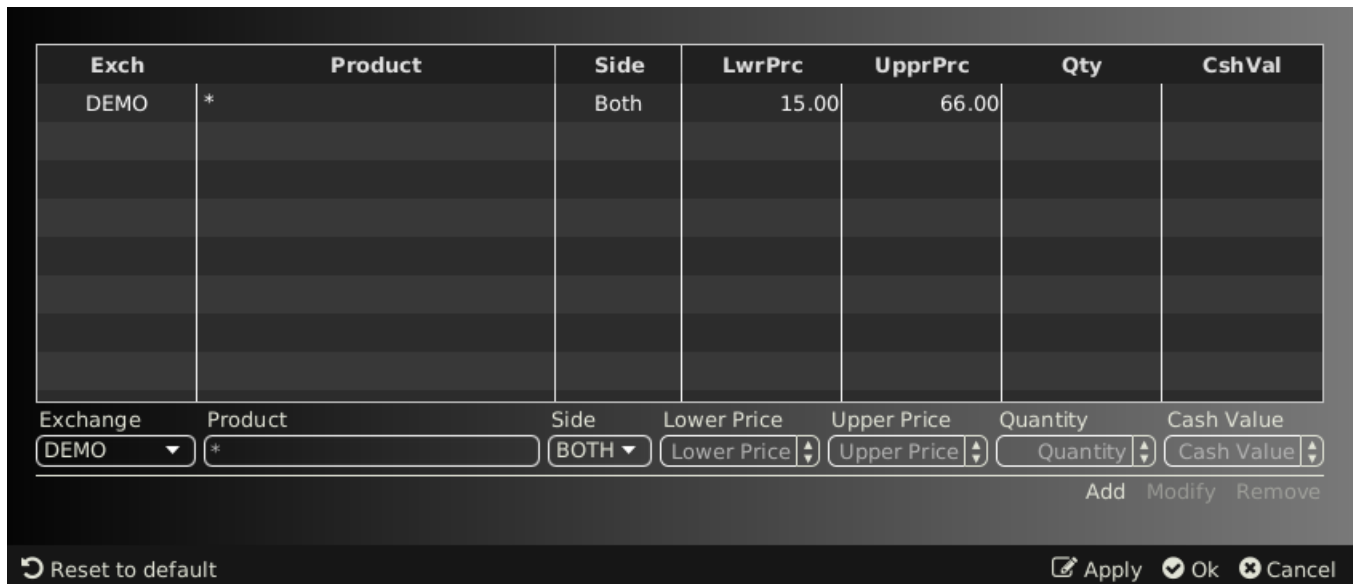 Exch Product Side LwrPrc UpprPrc Qty CshVal
DEMO * Both 15.00 66.00
Exchange Product Side Lower Price Upper Price Quantity Cash Value
DEMO * BOTH Lower Price Upper Price Quantity Cash Value
Add Modify Remove
Reset to default Apply Ok Cancel